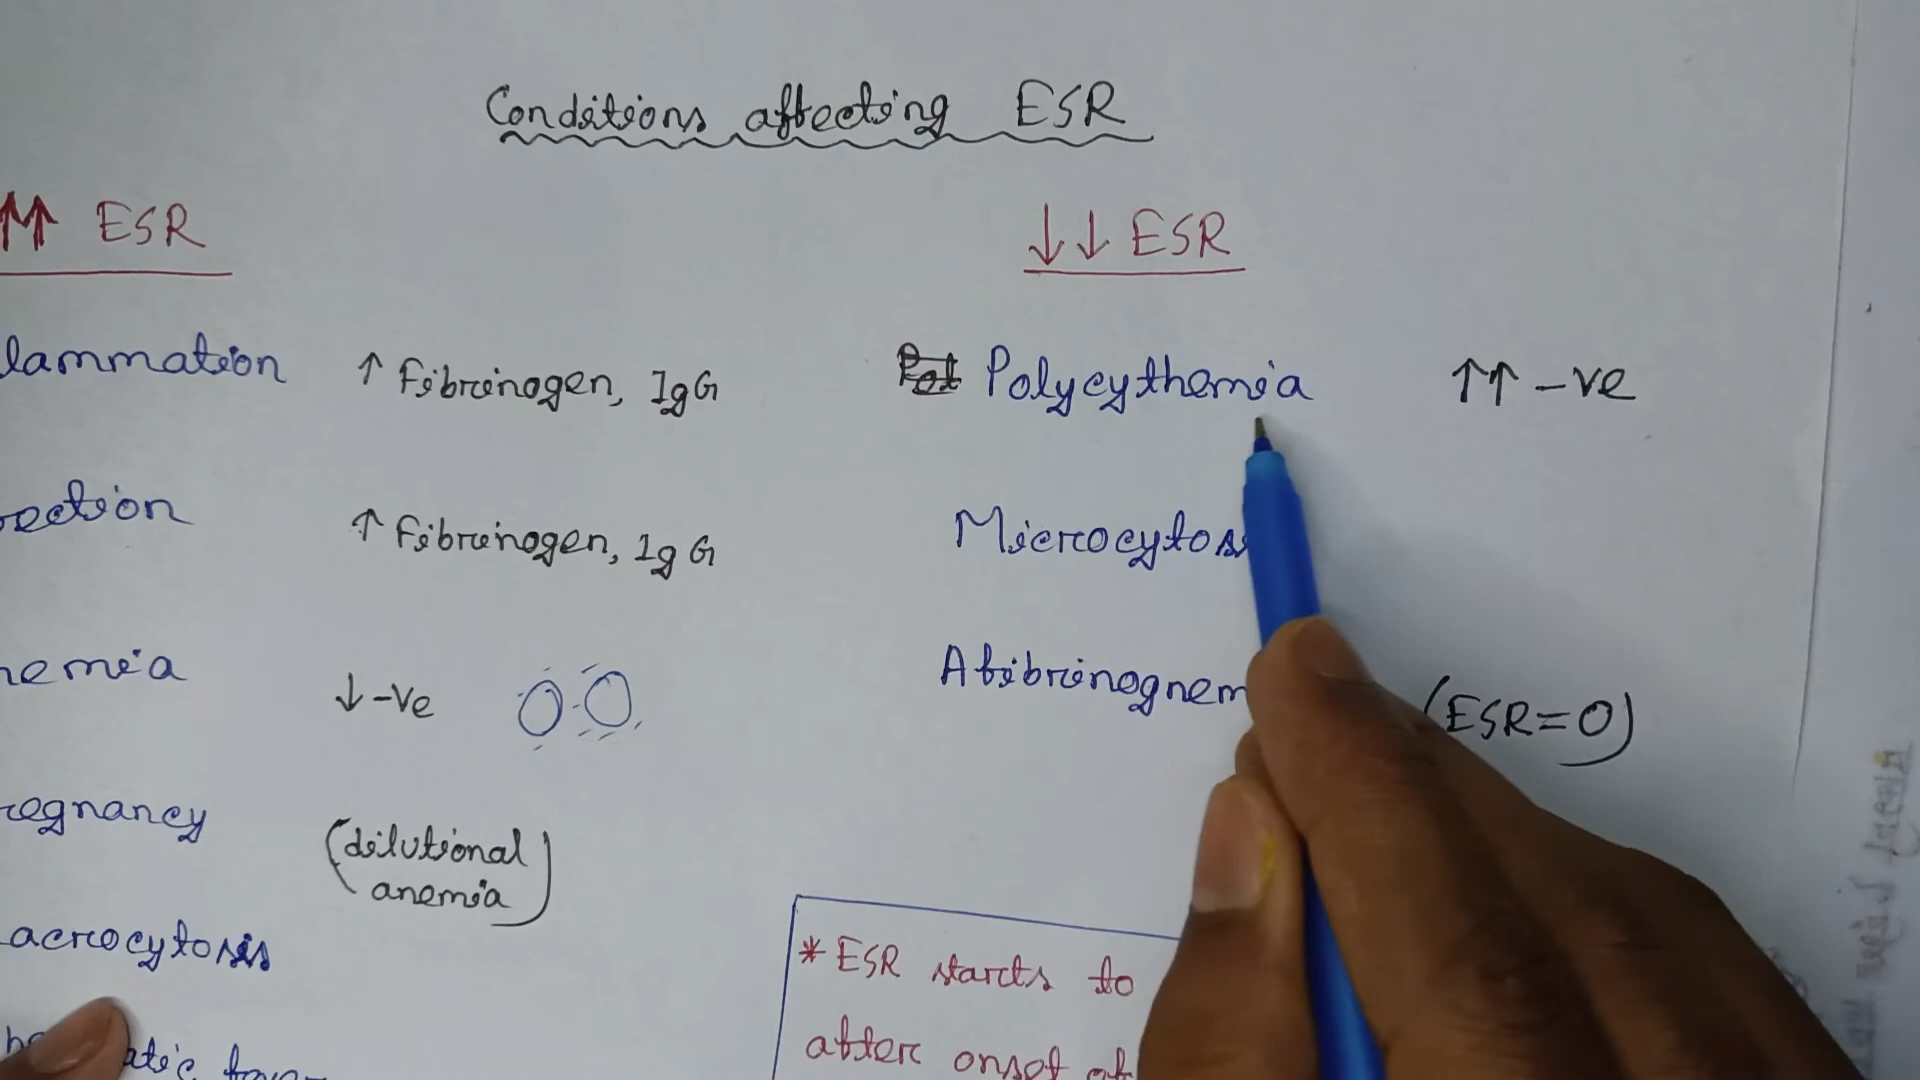 Conditions affecting ESR
↑↑ ESR
↓↓ ESR
lammation ↑ Fibrinogen, IgG
Polycythemia ↑↑ -ve
ection ↑ Fibrinogen, IgG
Microcytos
nemia ↓ -ve
Afibrinognem (ESR=0)
regnancy (dilutional
anemia)
acrocytosis
* ESR starts to
after onset of